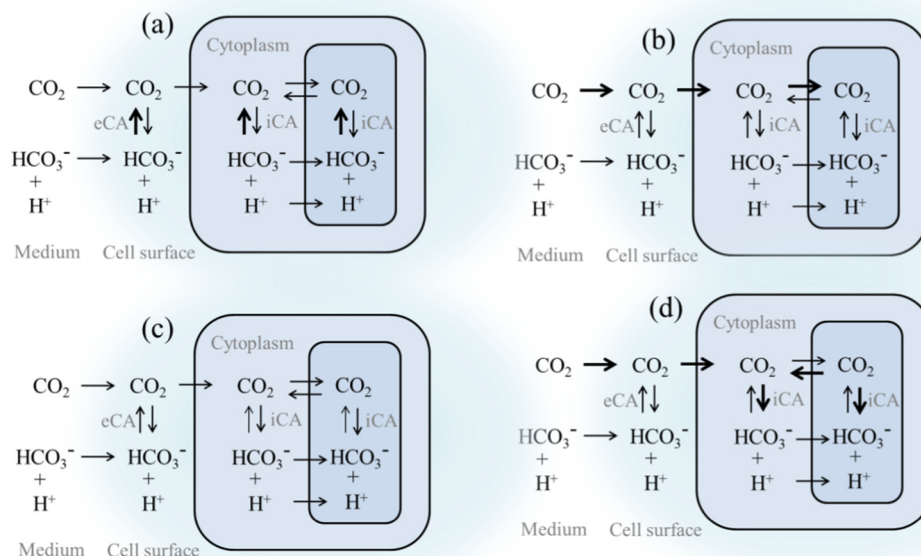 (a)
Cytoplasm
CO₂ CO₂ CO₂ CO₂
eCA iCA iCA
HCO₃⁻ HCO₃⁻ HCO₃⁻ HCO₃⁻
+ + + +
H⁺ H⁺ H⁺ H⁺
Medium Cell surface
(b)
Cytoplasm
CO₂ CO₂ CO₂ CO₂
eCA iCA iCA
HCO₃⁻ HCO₃⁻ HCO₃⁻ HCO₃⁻
+ + + +
H⁺ H⁺ H⁺ H⁺
Medium Cell surface
(c)
Cytoplasm
CO₂ CO₂ CO₂ CO₂
eCA iCA iCA
HCO₃⁻ HCO₃⁻ HCO₃⁻ HCO₃⁻
+ + + +
H⁺ H⁺ H⁺ H⁺
Medium Cell surface
(d)
Cytoplasm
CO₂ CO₂ CO₂ CO₂
eCA iCA iCA
HCO₃⁻ HCO₃⁻ HCO₃⁻ HCO₃⁻
+ + + +
H⁺ H⁺ H⁺ H⁺
Medium Cell surface